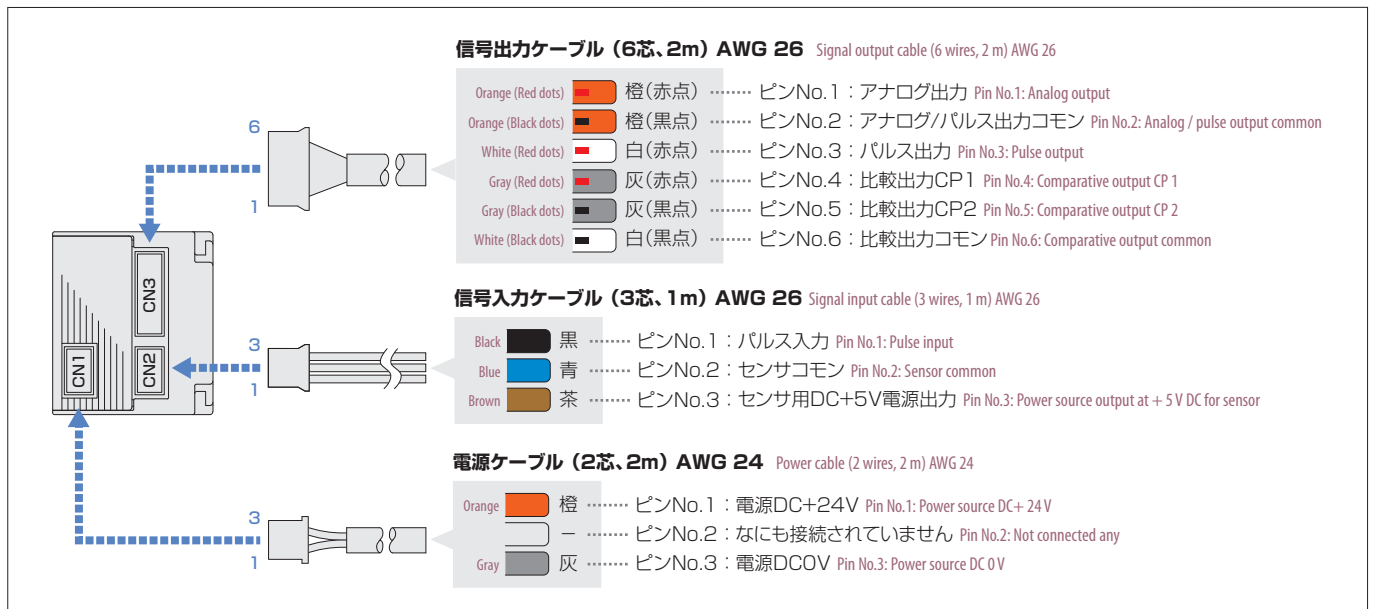 信号出力ケーブル（6芯、2m）AWG 26 Signal output cable (6 wires, 2 m) AWG 26
Orange (Red dots) 橙(赤点) ……… ピンNo.1：アナログ出力 Pin No.1: Analog output
Orange (Black dots) 橙(黒点) ……… ピンNo.2：アナログ/パルス出力コモン Pin No.2: Analog / pulse output common
White (Red dots) 白(赤点) ……… ピンNo.3：パルス出力 Pin No.3: Pulse output
Gray (Red dots) 灰(赤点) ……… ピンNo.4：比較出力CP1 Pin No.4: Comparative output CP 1
Gray (Black dots) 灰(黒点) ……… ピンNo.5：比較出力CP2 Pin No.5: Comparative output CP 2
White (Black dots) 白(黒点) ……… ピンNo.6：比較出力コモン Pin No.6: Comparative output common
6
1
CN3
CN1
CN2
信号入力ケーブル（3芯、1m）AWG 26 Signal input cable (3 wires, 1 m) AWG 26
Black 黒 ……… ピンNo.1：パルス入力 Pin No.1: Pulse input
Blue 青 ……… ピンNo.2：センサコモン Pin No.2: Sensor common
Brown 茶 ……… ピンNo.3：センサ用DC+5V電源出力 Pin No.3: Power source output at + 5 V DC for sensor
3
1
電源ケーブル（2芯、2m）AWG 24 Power cable (2 wires, 2 m) AWG 24
Orange 橙 ……… ピンNo.1：電源DC+24V Pin No.1: Power source DC+ 24 V
− ……… ピンNo.2：なにも接続されていません Pin No.2: Not connected any
Gray 灰 ……… ピンNo.3：電源DC0V Pin No.3: Power source DC 0 V
3
1